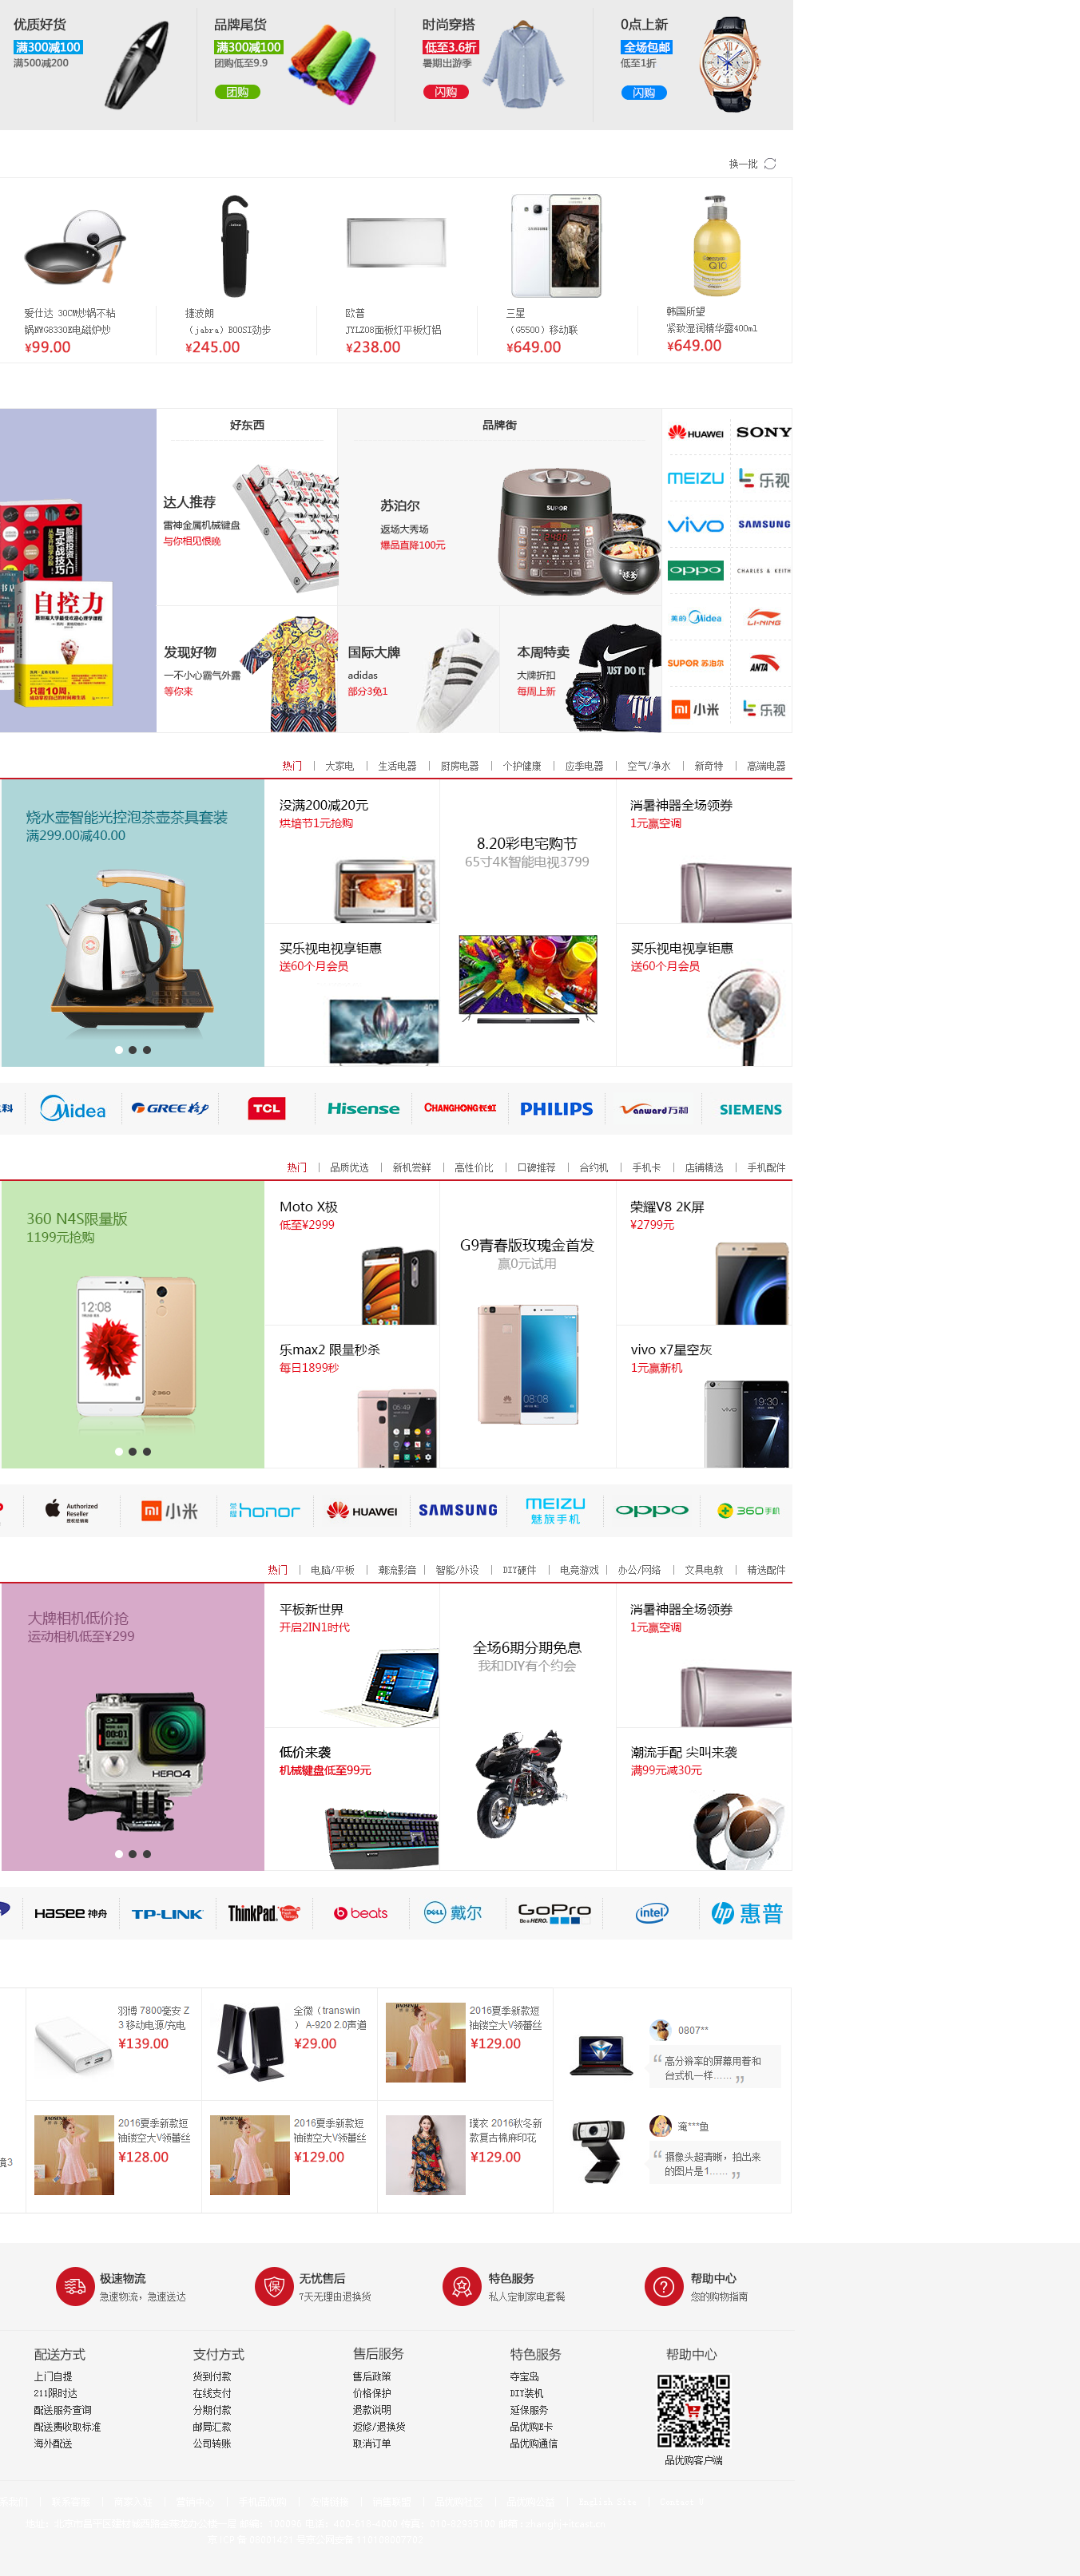 优质好货
满300减100
满500减200
品牌尾货
满300减100
团购低至9.9
团购
时尚穿搭
低至3.6折
暑期出游季
闪购
0点上新
全场包邮
低至1折
闪购
换一批
爱仕达 30CM炒锅不粘
锅NWG8330E电磁炉炒
¥99.00
捷波朗
（jabra）BOOSI劲步
¥245.00
欧普
JYLZ08面板灯平板灯铝
¥238.00
三星
（G5500）移动联
¥649.00
韩国所望
紧致湿润精华露400ml
¥649.00
好东西
品牌街
达人推荐
雷神金属机械键盘
与你相见恨晚
苏泊尔
返场大秀场
爆品直降100元
自控力
只需10周，
发现好物
一不小心霸气外露
等你来
国际大牌
adidas
部分3免1
本周特卖
大牌折扣
每周上新
JUST DO IT.
HUAWEI
SONY
MEIZU
乐视
vivo
SAMSUNG
oppo
CHARLES & KEITH
美的 Midea
LI-NING
SUPOR 苏泊尔
ANTA
小米
乐视
热门 | 大家电 | 生活电器 | 厨房电器 | 个护健康 | 应季电器 | 空气/净水 | 新奇特 | 高端电器
烧水壶智能光控泡茶壶茶具套装
满299.00减40.00
没满200减20元
烘培节1元抢购
8.20彩电宅购节
65寸4K智能电视3799
消暑神器全场领券
1元赢空调
买乐视电视享钜惠
送60个月会员
40"
买乐视电视享钜惠
送60个月会员
科
Midea
GREE格力
TCL
Hisense
CHANGHONG长虹
PHILIPS
Vanward万和
SIEMENS
热门 | 品质优选 | 新机尝鲜 | 高性价比 | 口碑推荐 | 合约机 | 手机卡 | 店铺精选 | 手机配件
360 N4S限量版
1199元抢购
12:08
360
Moto X极
低至¥2999
G9青春版玫瑰金首发
赢0元试用
08:08
荣耀V8 2K屏
¥2799元
乐max2 限量秒杀
每日1899秒
05:49
vivo x7星空灰
1元赢新机
Authorized
Reseller
授权经销商
小米
荣耀 honor
HUAWEI
SAMSUNG
MEIZU
魅族手机
oppo
360手机
热门 | 电脑/平板 | 潮流影音 | 智能/外设 | DIY硬件 | 电竞游戏 | 办公/网络 | 文具电教 | 精选配件
大牌相机低价抢
运动相机低至¥299
HERO4
平板新世界
开启2IN1时代
全场6期分期免息
我和DIY有个约会
消暑神器全场领券
1元赢空调
低价来袭
机械键盘低至99元
潮流手配 尖叫来袭
满99元减30元
HASEE 神舟
TP-LINK
ThinkPad
beats
DELL 戴尔
GoPro
Be a HERO.
intel
hp 惠普
羽博 7800毫安 Z
3 移动电源/充电
¥139.00
全微（transwin
） A-920 2.0声道
¥29.00
2016夏季新款短
袖镂空大V领蕾丝
¥129.00
0807**
高分辨率的屏幕用着和
台式机一样……
镜3
2016夏季新款短
袖镂空大V领蕾丝
¥128.00
2016夏季新款短
袖镂空大V领蕾丝
¥129.00
璞衣 2016秋冬新
款复古棉麻印花
¥129.00
鸾***鱼
摄像头超清晰，拍出来
的图片是1……
极速物流
急速物流，急速送达
无忧售后
7天无理由退换货
特色服务
私人定制家电套餐
帮助中心
您的购物指南
配送方式
上门自提
211限时达
配送服务查询
配送费收取标准
海外配送
支付方式
货到付款
在线支付
分期付款
邮局汇款
公司转账
售后服务
售后政策
价格保护
退款说明
返修/退换货
取消订单
特色服务
夺宝岛
DIY装机
延保服务
品优购E卡
品优购通信
帮助中心
品优购客户端